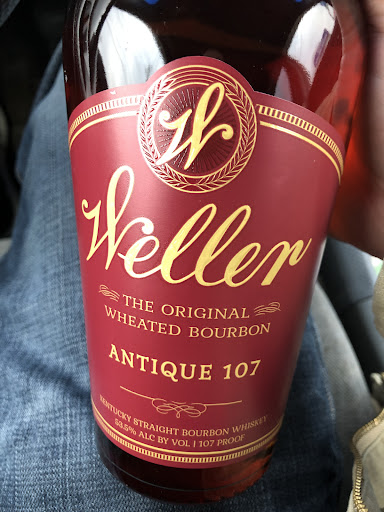 W
Weller
THE ORIGINAL
WHEATED BOURBON
ANTIQUE 107
KENTUCKY STRAIGHT BOURBON WHISKEY
53.5% ALC BY VOL | 107 PROOF